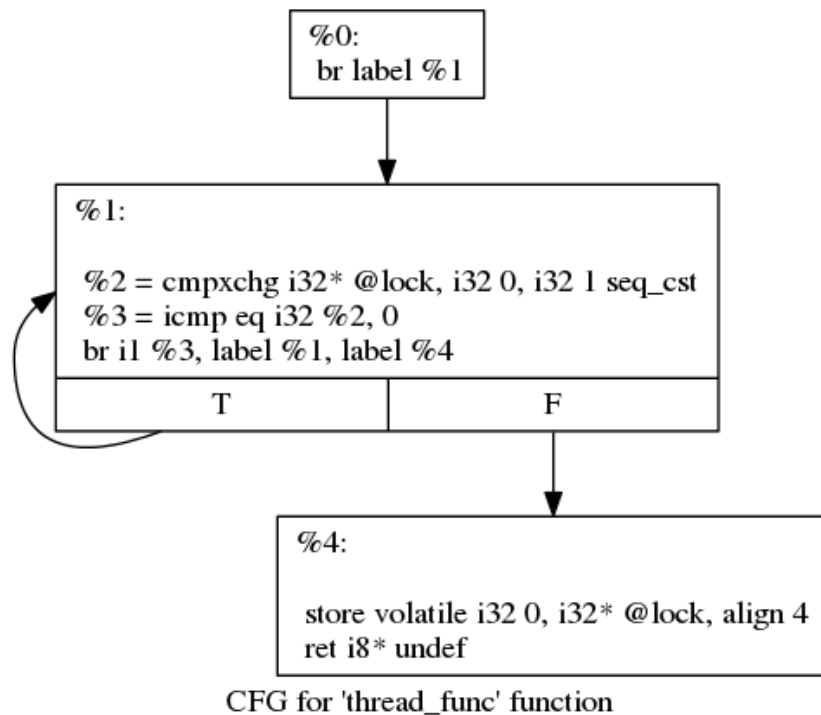 %0:
br label %1
%1:
%2 = cmpxchg i32* @lock, i32 0, i32 1 seq_cst
%3 = icmp eq i32 %2, 0
br i1 %3, label %1, label %4
T F
%4:
store volatile i32 0, i32* @lock, align 4
ret i8* undef
CFG for 'thread_func' function